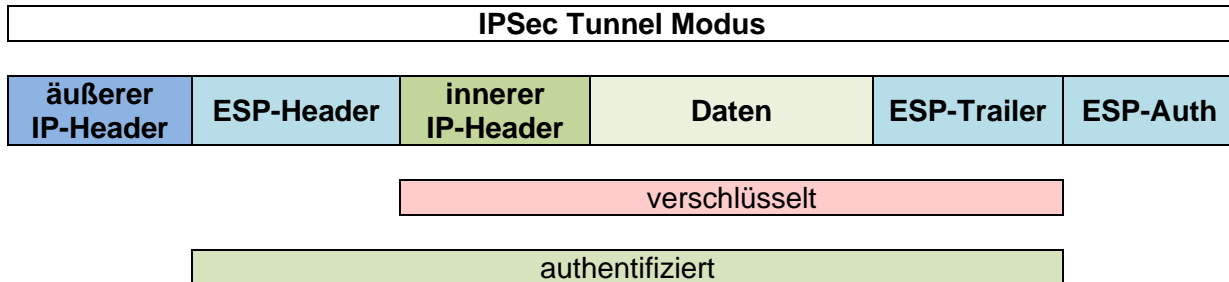 IPSec Tunnel Modus
äußerer IP-Header ESP-Header innerer IP-Header Daten ESP-Trailer ESP-Auth
verschlüsselt
authentifiziert